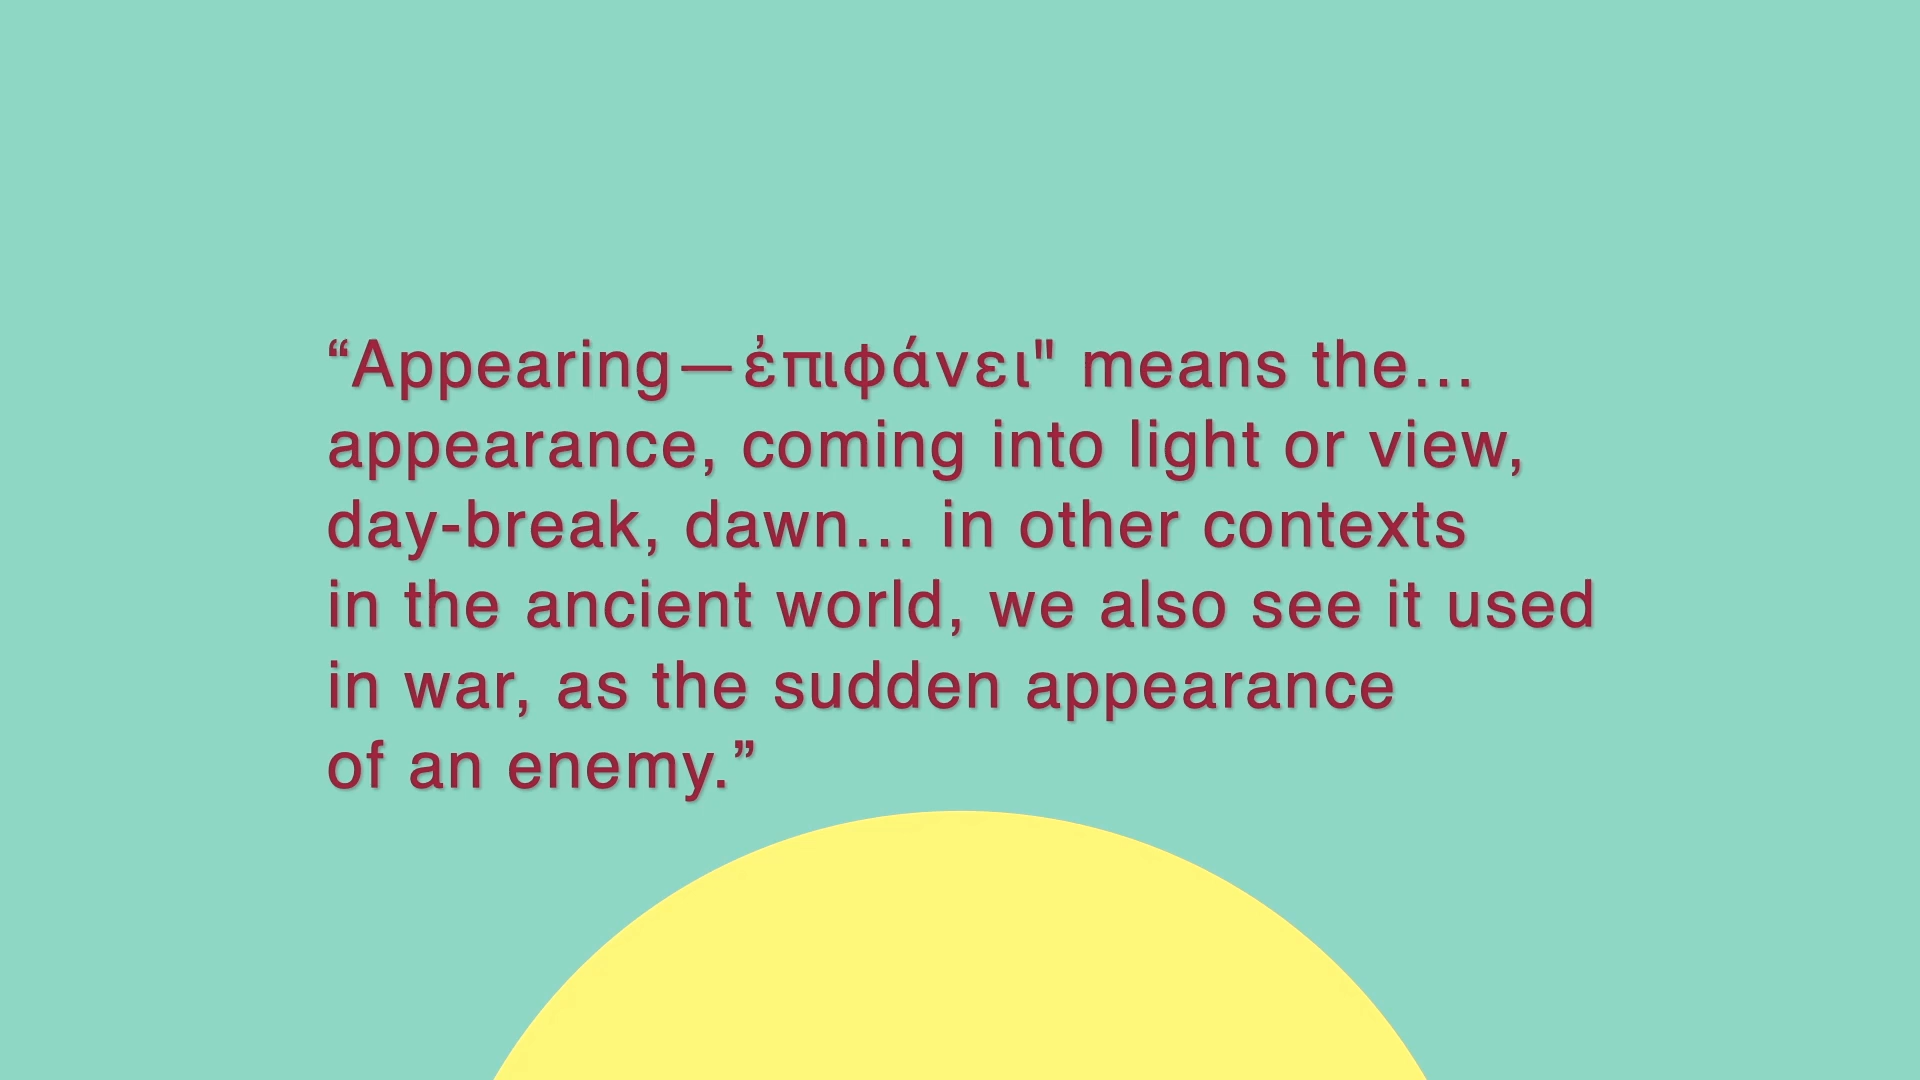 “Appearing—ἐπιφάνει" means the…
appearance, coming into light or view,
day-break, dawn… in other contexts
in the ancient world, we also see it used
in war, as the sudden appearance
of an enemy.”